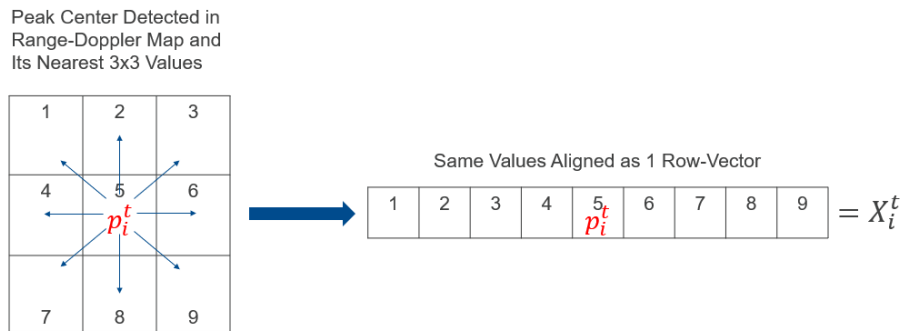 Peak Center Detected in
Range-Doppler Map and
Its Nearest 3x3 Values
1 2 3
4 5 6
p_i^t
7 8 9
Same Values Aligned as 1 Row-Vector
1 2 3 4 5 6 7 8 9
p_i^t
= X_i^t